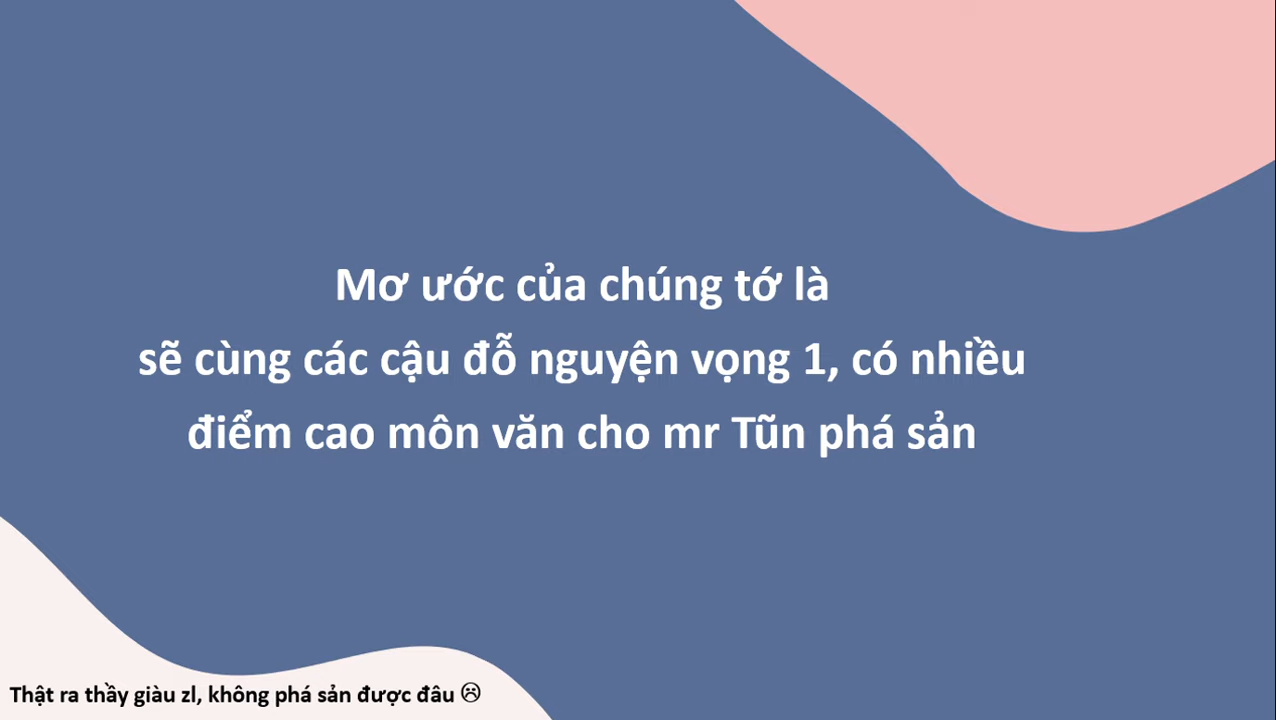 Mơ ước của chúng tớ là
sẽ cùng các cậu đỗ nguyện vọng 1, có nhiều
điểm cao môn văn cho mr Tũn phá sản
Thật ra thầy giàu zl, không phá sản được đâu ☹